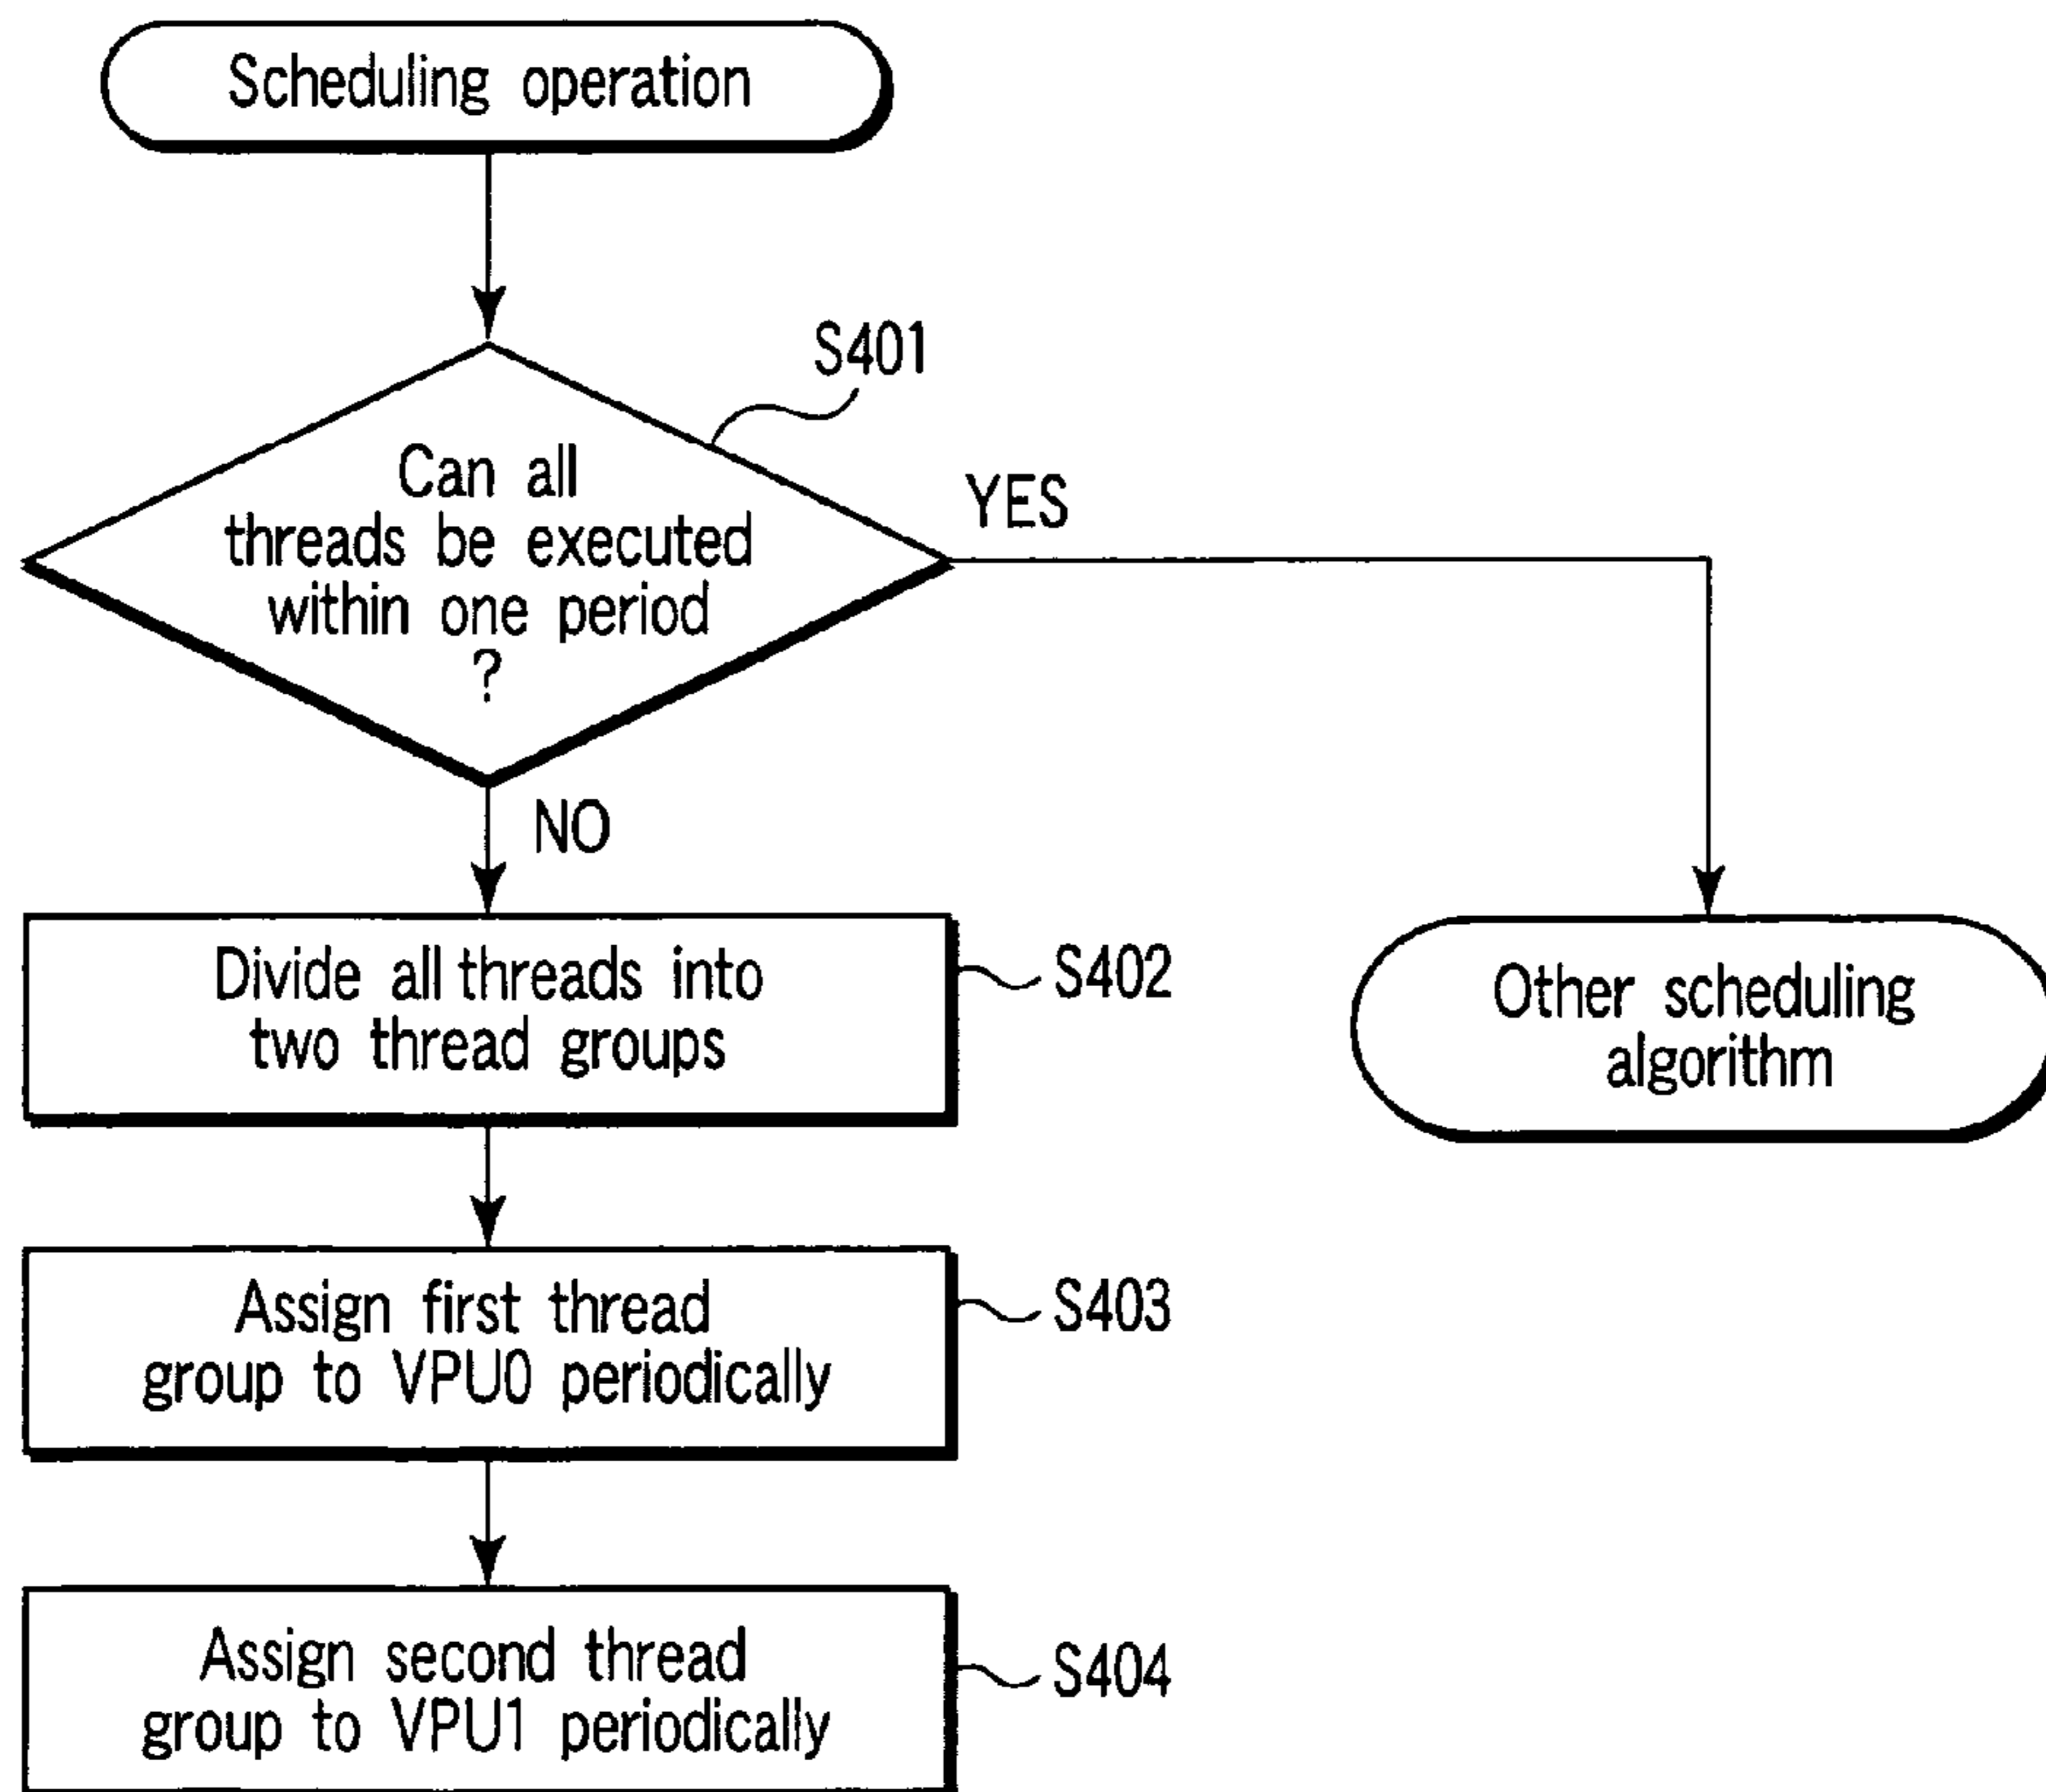 Scheduling operation
S401
Can all
threads be executed
within one period
?
YES
NO
Divide all threads into
two thread groups
S402
Other scheduling
algorithm
Assign first thread
group to VPU0 periodically
S403
Assign second thread
group to VPU1 periodically
S404